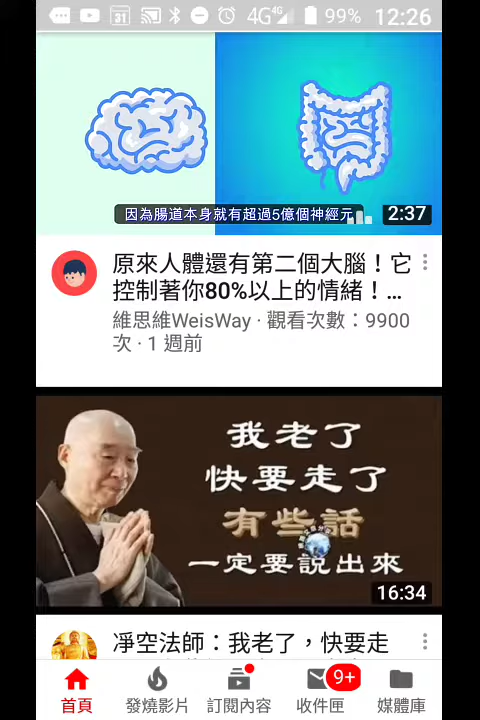 31 4G 4G 99% 12:26
因為腸道本身就有超過5億個神經元
2:37
原來人體還有第二個大腦！它
控制著你80%以上的情緒！...
維思維WeisWay · 觀看次數：9900
次 · 1 週前
我老了
快要走了
有些話
一定要說出來
16:34
凈空法師：我老了，快要走
9+
首頁 發燒影片 訂閱內容 收件匣 媒體庫